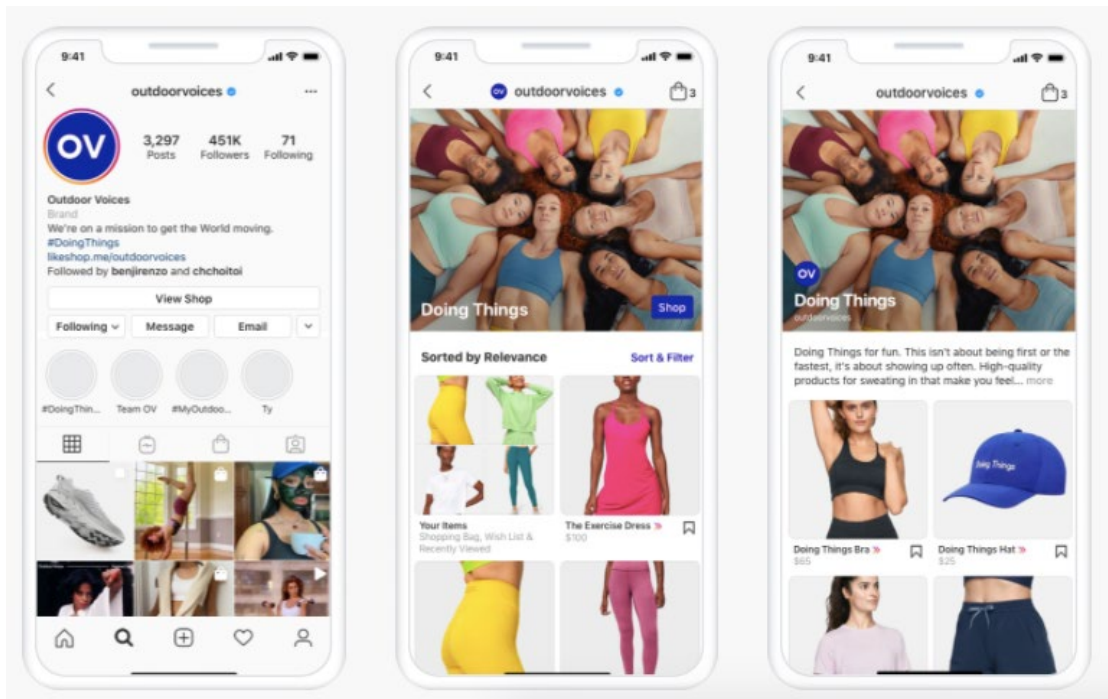 9:41
outdoorvoices
OV
3,297
Posts
451K
Followers
71
Following
Outdoor Voices
Brand
We're on a mission to get the World moving.
#DoingThings
likeshop.me/outdoorvoices
Followed by benjirenzo and chchoitoi
View Shop
Following
Message
Email
#DoingThin...
Team OV
#MyOutdoo...
Ty
9:41
OV outdoorvoices
3
Doing Things
Shop
Sorted by Relevance
Sort & Filter
Your Items
Shopping Bag, Wish List &
Recently Viewed
The Exercise Dress
$100
9:41
outdoorvoices
3
OV
Doing Things
outdoorvoices
Doing Things for fun. This isn't about being first or the
fastest, it's about showing up often. High-quality
products for sweating in that make you feel... more
Doing Things
Doing Things Bra
$65
Doing Things Hat
$25